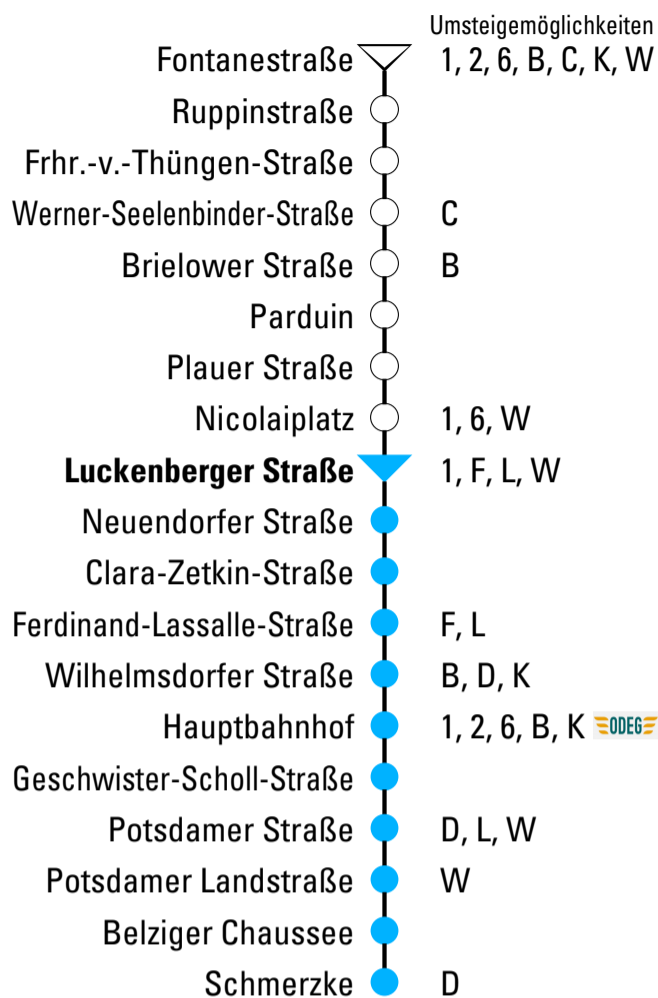 Umsteigemöglichkeiten
Fontanestraße 1, 2, 6, B, C, K, W
Ruppinstraße
Frhr.-v.-Thüngen-Straße
Werner-Seelenbinder-Straße C
Brielower Straße B
Parduin
Plauer Straße
Nicolaiplatz 1, 6, W
Luckenberger Straße 1, F, L, W
Neuendorfer Straße
Clara-Zetkin-Straße
Ferdinand-Lassalle-Straße F, L
Wilhelmsdorfer Straße B, D, K
Hauptbahnhof 1, 2, 6, B, K ODEG
Geschwister-Scholl-Straße
Potsdamer Straße D, L, W
Potsdamer Landstraße W
Belziger Chaussee
Schmerzke D